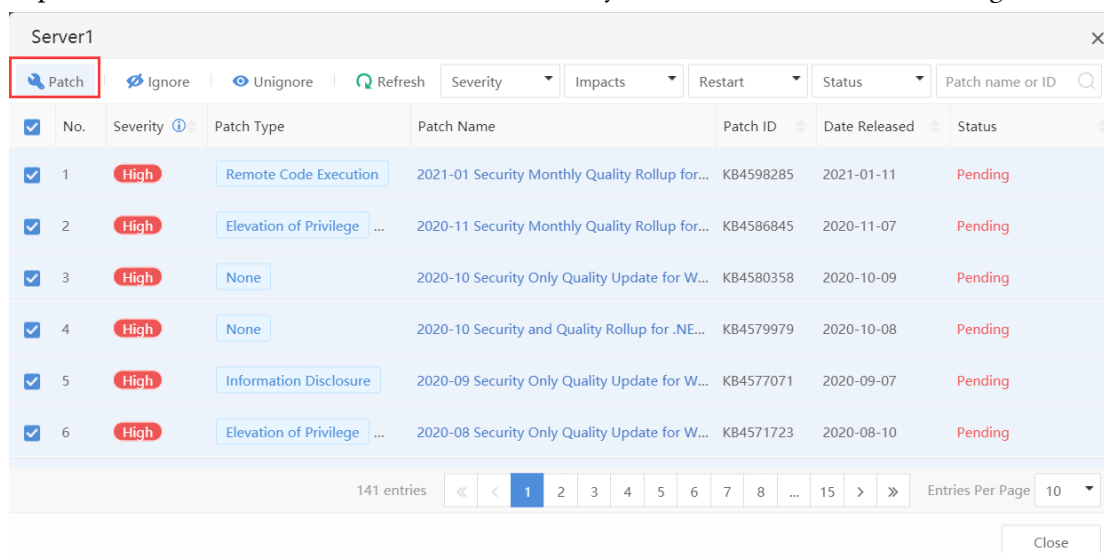 Server1
Patch Ignore Unignore Refresh Severity Impacts Restart Status Patch name or ID
No. Severity Patch Type Patch Name Patch ID Date Released Status
1 High Remote Code Execution 2021-01 Security Monthly Quality Rollup for... KB4598285 2021-01-11 Pending
2 High Elevation of Privilege ... 2020-11 Security Monthly Quality Rollup for... KB4586845 2020-11-07 Pending
3 High None 2020-10 Security Only Quality Update for W... KB4580358 2020-10-09 Pending
4 High None 2020-10 Security and Quality Rollup for .NE... KB4579979 2020-10-08 Pending
5 High Information Disclosure 2020-09 Security Only Quality Update for W... KB4577071 2020-09-07 Pending
6 High Elevation of Privilege ... 2020-08 Security Only Quality Update for W... KB4571723 2020-08-10 Pending
141 entries « < 1 2 3 4 5 6 7 8 ... 15 > » Entries Per Page 10
Close